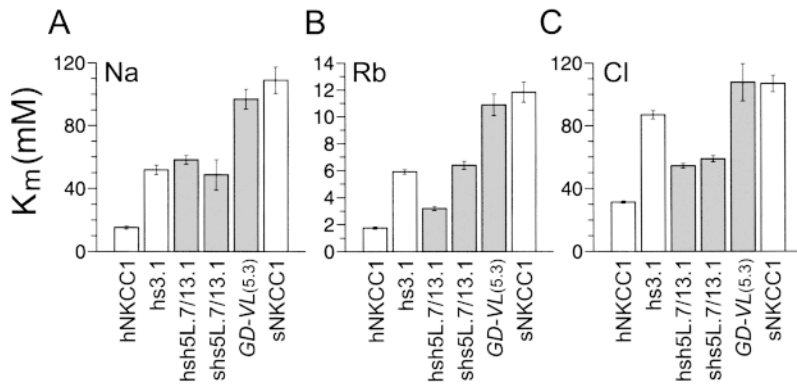 A
B
C
Km (mM)
Na
120
80
40
0
hNKCC1
hs3.1
hsh5L.7/13.1
shs5L.7/13.1
GD-VL(5.3)
sNKCC1
Rb
14
12
10
8
6
4
2
0
hNKCC1
hs3.1
hsh5L.7/13.1
shs5L.7/13.1
GD-VL(5.3)
sNKCC1
Cl
120
80
40
0
hNKCC1
hs3.1
hsh5L.7/13.1
shs5L.7/13.1
GD-VL(5.3)
sNKCC1